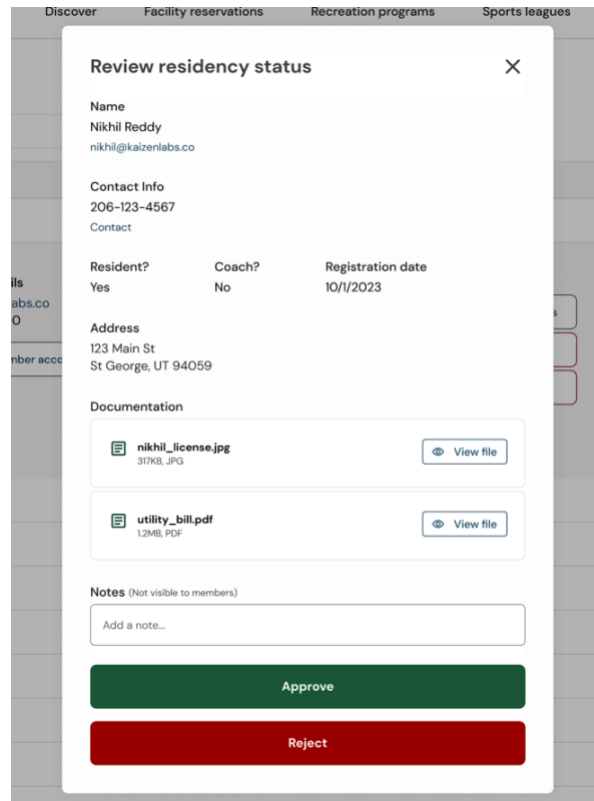 Discover Facility reservations Recreation programs Sports leagues
Review residency status
Name
Nikhil Reddy
nikhil@kaizenlabs.co
Contact Info
206-123-4567
Contact
Resident? Coach? Registration date
Yes No 10/1/2023
ils
abs.co
0
mber acco
s
Address
123 Main St
St George, UT 94059
Documentation
nikhil_license.jpg
317KB, JPG
View file
utility_bill.pdf
1.2MB, PDF
View file
Notes (Not visible to members)
Add a note...
Approve
Reject